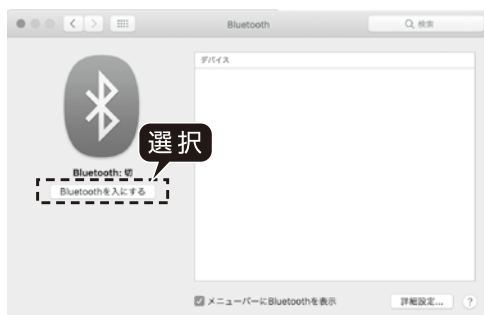 Bluetooth
検索
デバイス
選択
Bluetooth: 切
Bluetoothを入にする
メニューバーにBluetoothを表示
詳細設定...
?